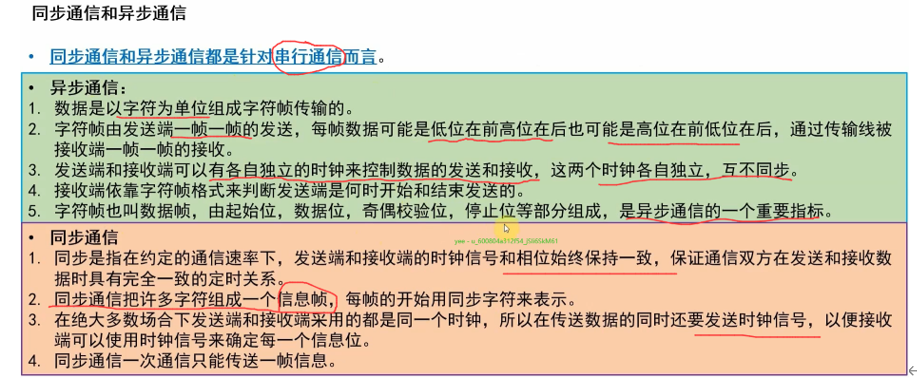 同步通信和异步通信
• 同步通信和异步通信都是针对串行通信而言。
• 异步通信：
1. 数据是以字符为单位组成字符帧传输的。
2. 字符帧由发送端一帧一帧的发送，每帧数据可能是低位在前高位在后也可能是高位在前低位在后，通过传输线被
接收端一帧一帧的接收。
3. 发送端和接收端可以有各自独立的时钟来控制数据的发送和接收，这两个时钟各自独立，互不同步。
4. 接收端依靠字符帧格式来判断发送端是何时开始和结束发送的。
5. 字符帧也叫数据帧，由起始位，数据位，奇偶校验位，停止位等部分组成，是异步通信的一个重要指标。
• 同步通信
1. 同步是指在约定的通信速率下，发送端和接收端的时钟信号和相位始终保持一致，保证通信双方在发送和接收数
据时具有完全一致的定时关系。
2. 同步通信把许多字符组成一个信息帧，每帧的开始用同步字符来表示。
3. 在绝大多数场合下发送端和接收端采用的都是同一个时钟，所以在传送数据的同时还要发送时钟信号，以便接收
端可以使用时钟信号来确定每一个信息位。
4. 同步通信一次通信只能传送一帧信息。